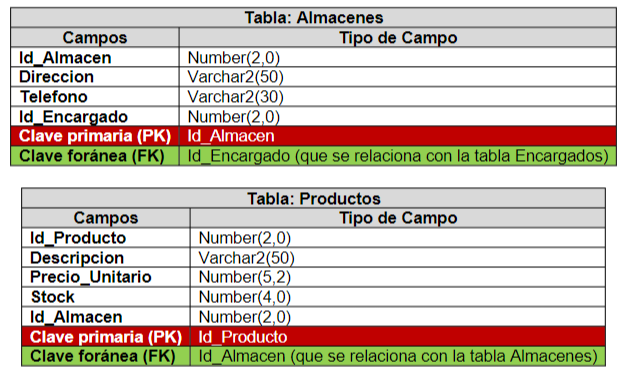 Tabla: Almacenes
Campos Tipo de Campo
Id_Almacen Number(2,0)
Direccion Varchar2(50)
Telefono Varchar2(30)
Id_Encargado Number(2,0)
Clave primaria (PK) Id_Almacen
Clave foránea (FK) Id_Encargado (que se relaciona con la tabla Encargados)
Tabla: Productos
Campos Tipo de Campo
Id_Producto Number(2,0)
Descripcion Varchar2(50)
Precio_Unitario Number(5,2)
Stock Number(4,0)
Id_Almacen Number(2,0)
Clave primaria (PK) Id_Producto
Clave foránea (FK) Id_Almacen (que se relaciona con la tabla Almacenes)